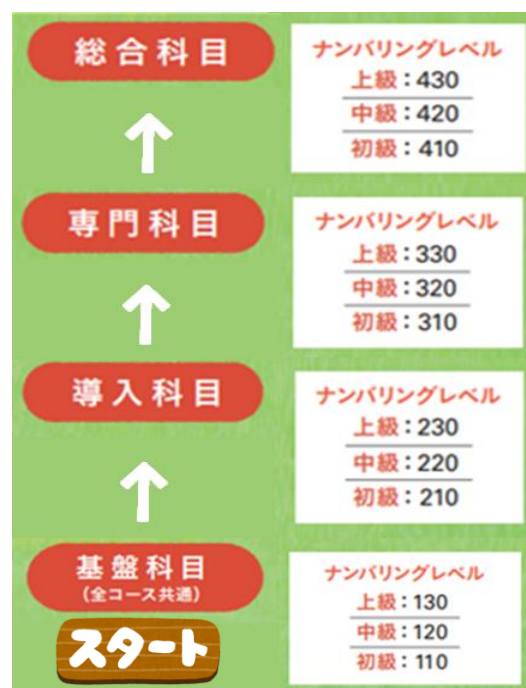 総合科目
ナンバリングレベル
上級：430
中級：420
初級：410
専門科目
ナンバリングレベル
上級：330
中級：320
初級：310
導入科目
ナンバリングレベル
上級：230
中級：220
初級：210
基盤科目
(全コース共通)
スタート
ナンバリングレベル
上級：130
中級：120
初級：110